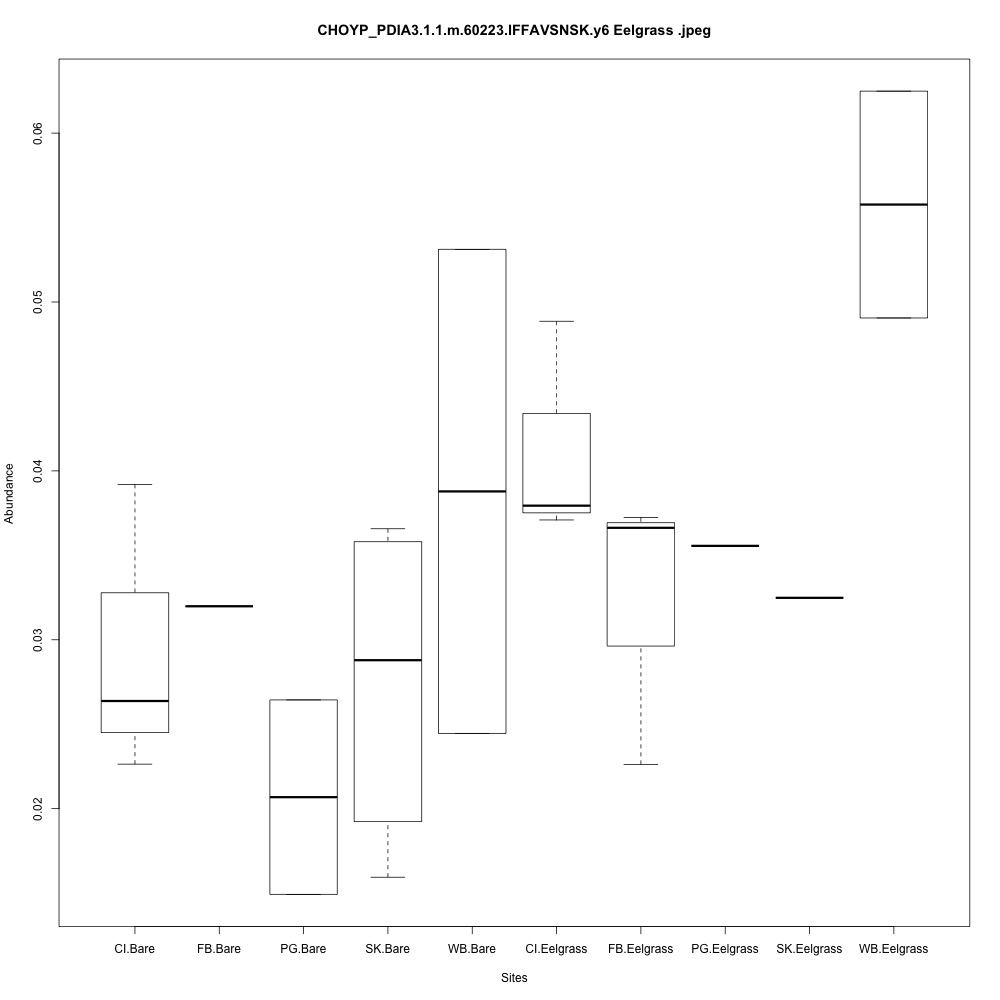 CHOYP_PDIA3.1.1.m.60223.IFFAVSNSK.y6 Eelgrass .jpeg
0.06
0.05
0.04
0.03
0.02
Abundance
CI.Bare FB.Bare PG.Bare SK.Bare WB.Bare CI.Eelgrass FB.Eelgrass PG.Eelgrass SK.Eelgrass WB.Eelgrass
Sites